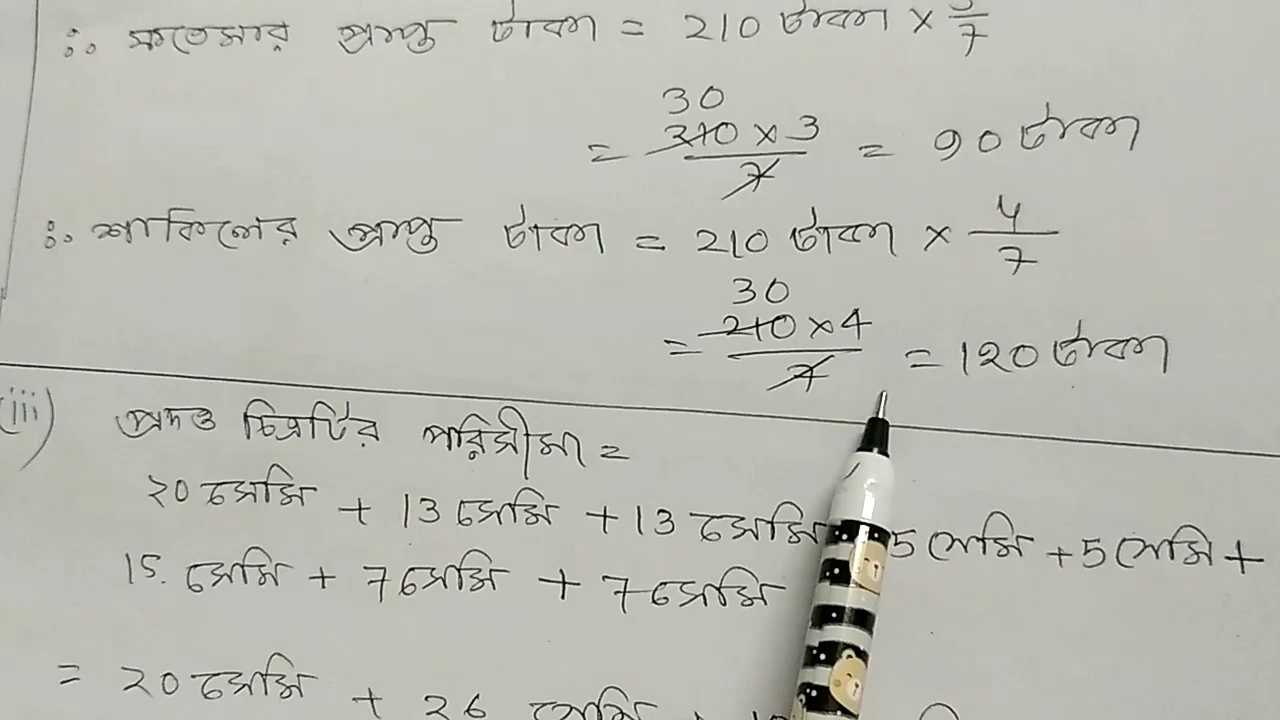 ∴ ফতেমার প্রাপ্ত টাকা = 210 টাকা × 3/7
30
= 210 × 3 / 7 = 90 টাকা
∴ শাকিলের প্রাপ্ত টাকা = 210 টাকা × 4/7
30
= 210 × 4 / 7 = 120 টাকা
(iii) প্রদত্ত চিত্রটির পরিসীমা =
20 সেমি + 13 সেমি + 13 সেমি 5 সেমি + 5 সেমি +
15. সেমি + 7 সেমি + 7 সেমি
= 20 সেমি + 26 সেমি +